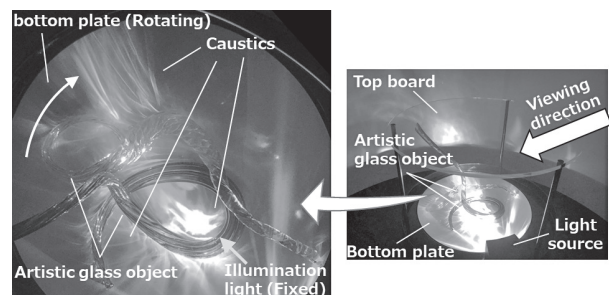 bottom plate (Rotating)
Caustics
Artistic glass object
Illumination
light (Fixed)
Top board
Viewing
direction
Artistic
glass object
Bottom plate
Light
source